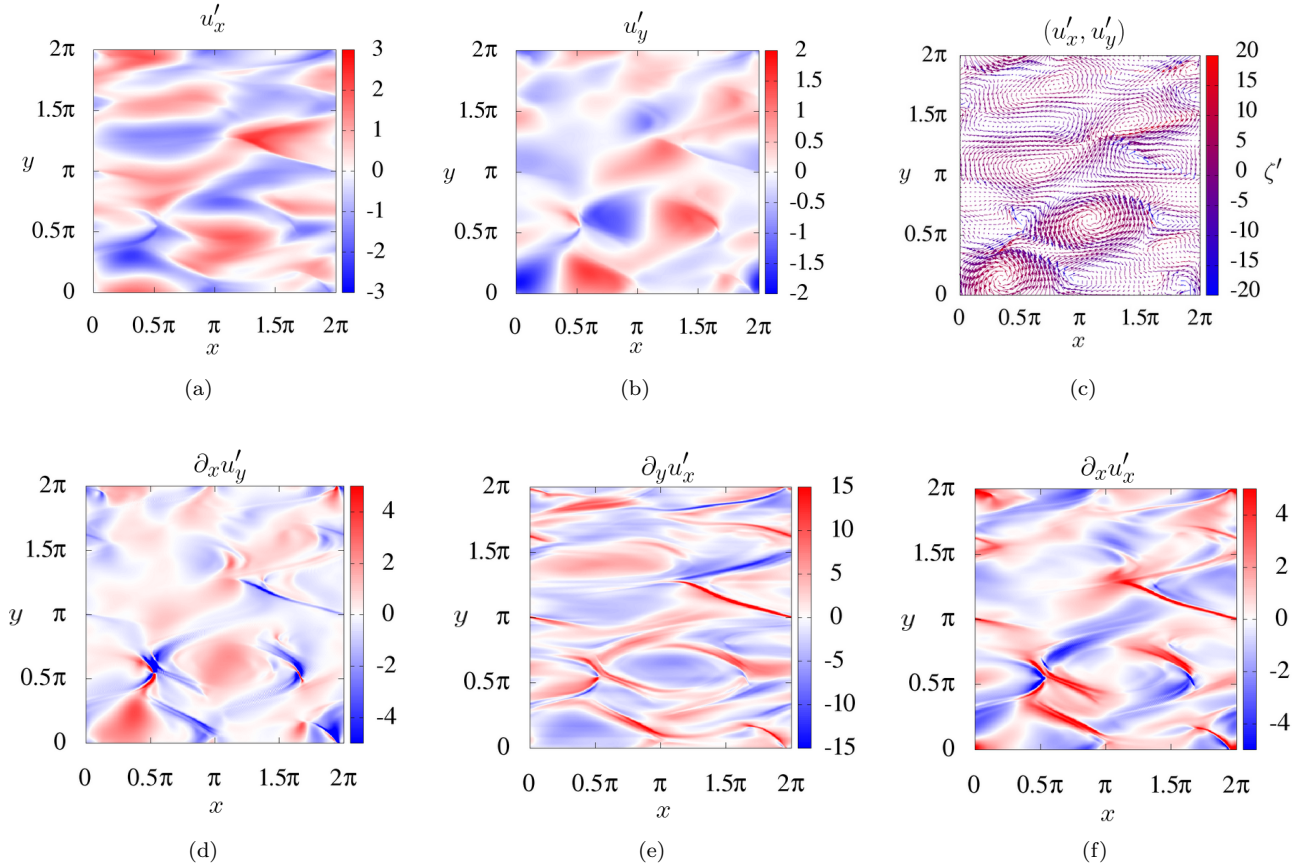 u′ₓ
3
2π
2
1.5π
1
y
π
0
-1
0.5π
-2
0
-3
0 0.5π π 1.5π 2π
x
(a)
u′_y
2
2π
1.5
1.5π
1
0.5
y
π
0
-0.5
0.5π
-1
-1.5
0
-2
0 0.5π π 1.5π 2π
x
(b)
(u′ₓ, u′_y)
20
2π
15
1.5π
10
5
y
π
0
ζ′
-5
0.5π
-10
-15
0
-20
0 0.5π π 1.5π 2π
x
(c)
∂ₓu′_y
2π
4
1.5π
2
y
π
0
-2
0.5π
-4
0
0 0.5π π 1.5π 2π
x
(d)
∂_yu′ₓ
15
2π
10
1.5π
5
y
π
0
-5
0.5π
-10
0
-15
0 0.5π π 1.5π 2π
x
(e)
∂ₓu′ₓ
2π
4
1.5π
2
y
π
0
-2
0.5π
-4
0
0 0.5π π 1.5π 2π
x
(f)